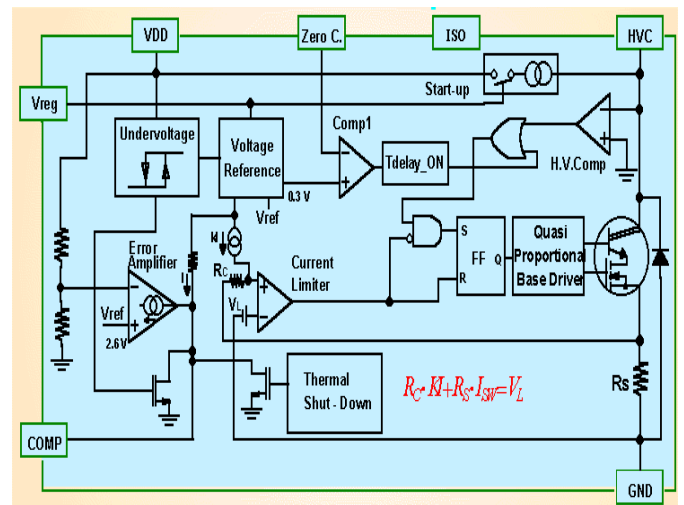 VDD
Zero C.
ISO
HVC
Start-up
Vreg
Undervoltage
Voltage
Reference
Comp1
Tdelay_ON
H.V.Comp
0.3 V
Vref
Error
Amplifier
KI
I
Rc
Current
Limiter
VL
S
FF Q
R
Quasi
Proportional
Base Driver
Vref
2.6V
Thermal
Shut - Down
RC·KI+RS·ISW=VL
Rs
COMP
GND